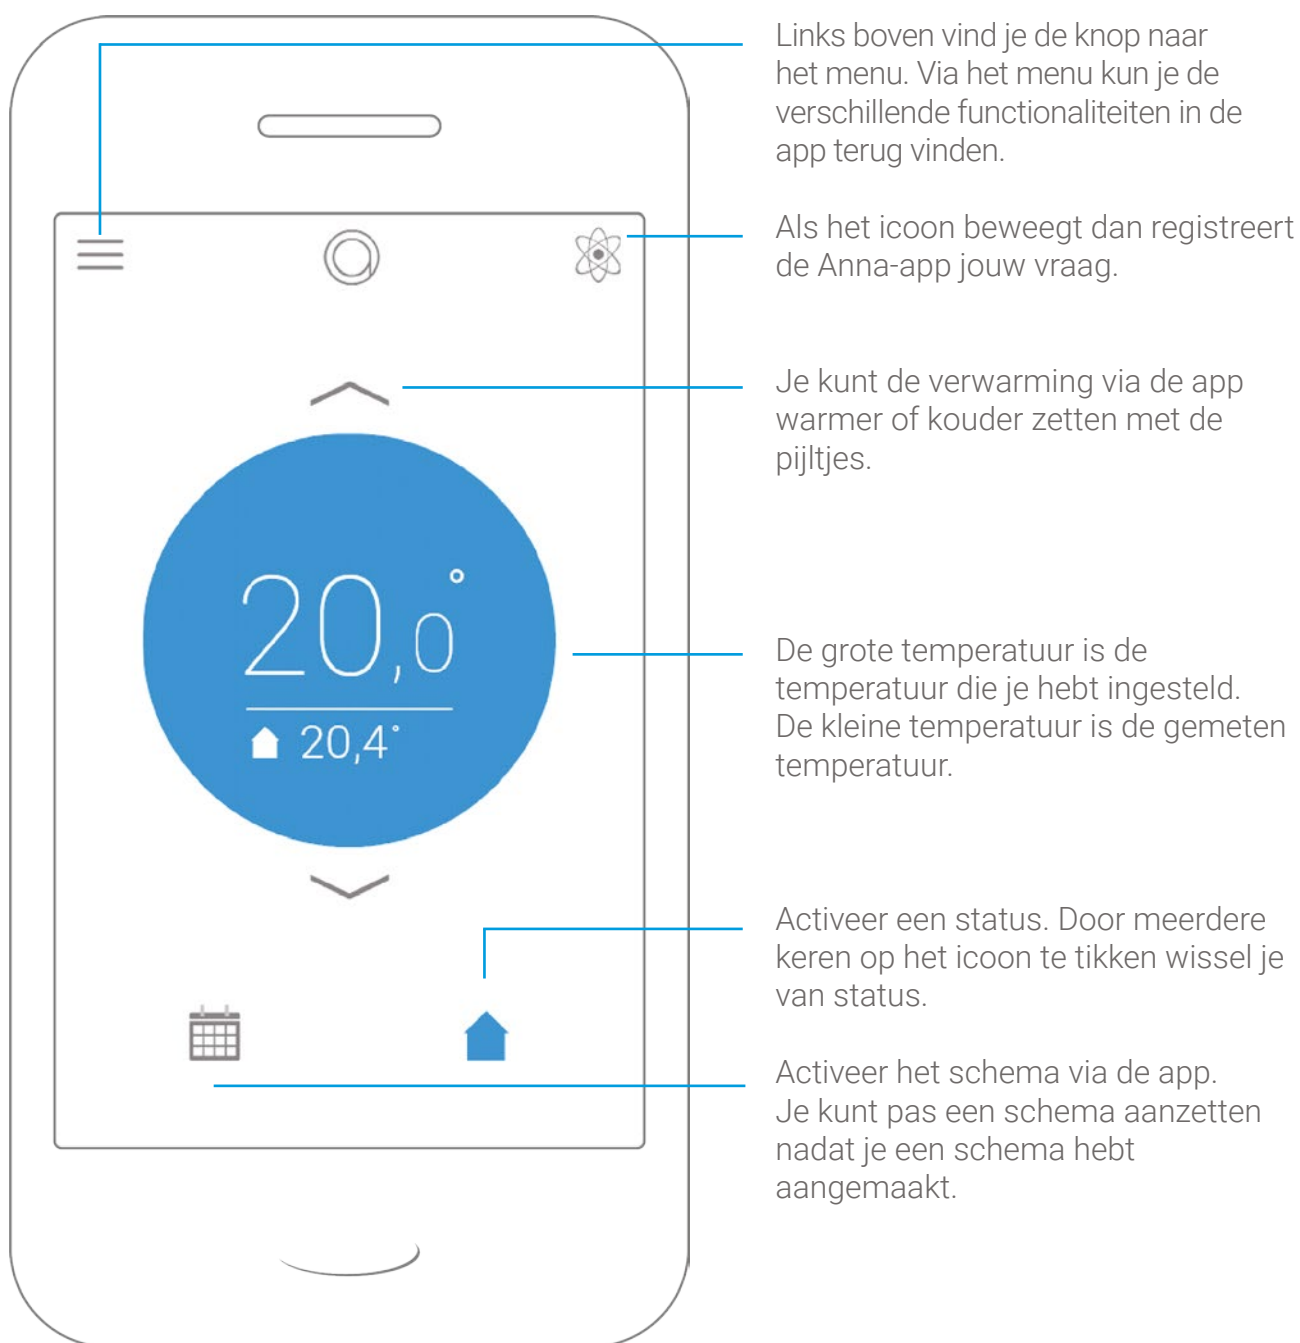 Links boven vind je de knop naar
het menu. Via het menu kun je de
verschillende functionaliteiten in de
app terug vinden.
Als het icoon beweegt dan registreert
de Anna-app jouw vraag.
Je kunt de verwarming via de app
warmer of kouder zetten met de
pijltjes.
20,0°
20,4°
De grote temperatuur is de
temperatuur die je hebt ingesteld.
De kleine temperatuur is de gemeten
temperatuur.
Activeer een status. Door meerdere
keren op het icoon te tikken wissel je
van status.
Activeer het schema via de app.
Je kunt pas een schema aanzetten
nadat je een schema hebt
aangemaakt.